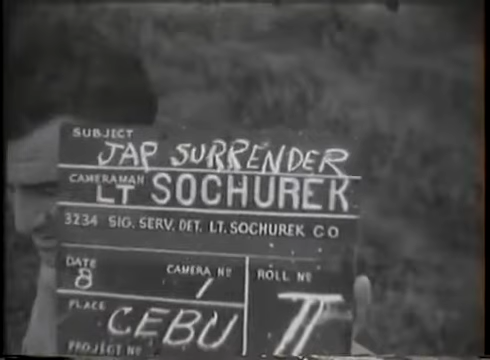 SUBJECT
JAP SURRENDER
CAMERAMAN
LT SOCHUREK
3234 SIG. SERV. DET. LT. SOCHUREK CO
DATE CAMERA Nº ROLL Nº
8 1 II
PLACE
CEBU
PROJECT Nº